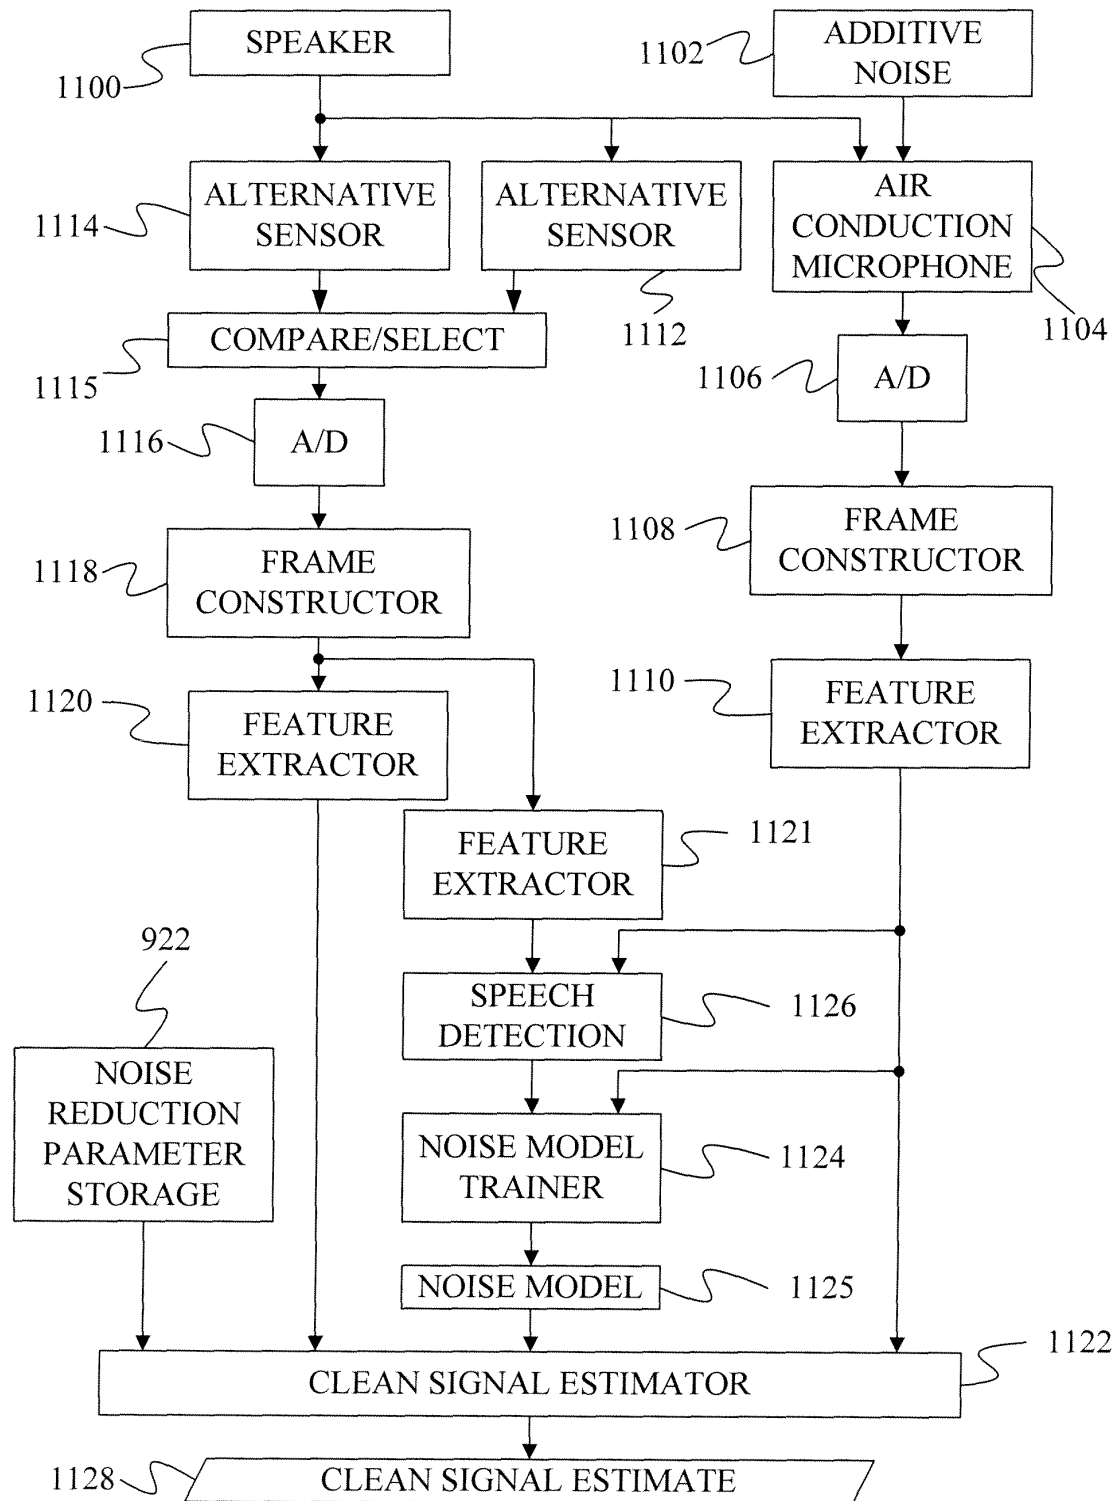 SPEAKER
1100
1102
ADDITIVE
NOISE
1114
ALTERNATIVE
SENSOR
ALTERNATIVE
SENSOR
1112
AIR
CONDUCTION
MICROPHONE
1104
1115
COMPARE/SELECT
1106
A/D
1116
A/D
1108
FRAME
CONSTRUCTOR
1118
FRAME
CONSTRUCTOR
1120
FEATURE
EXTRACTOR
1110
FEATURE
EXTRACTOR
FEATURE
EXTRACTOR
1121
922
SPEECH
DETECTION
1126
NOISE
REDUCTION
PARAMETER
STORAGE
NOISE MODEL
TRAINER
1124
NOISE MODEL
1125
1122
CLEAN SIGNAL ESTIMATOR
1128
CLEAN SIGNAL ESTIMATE